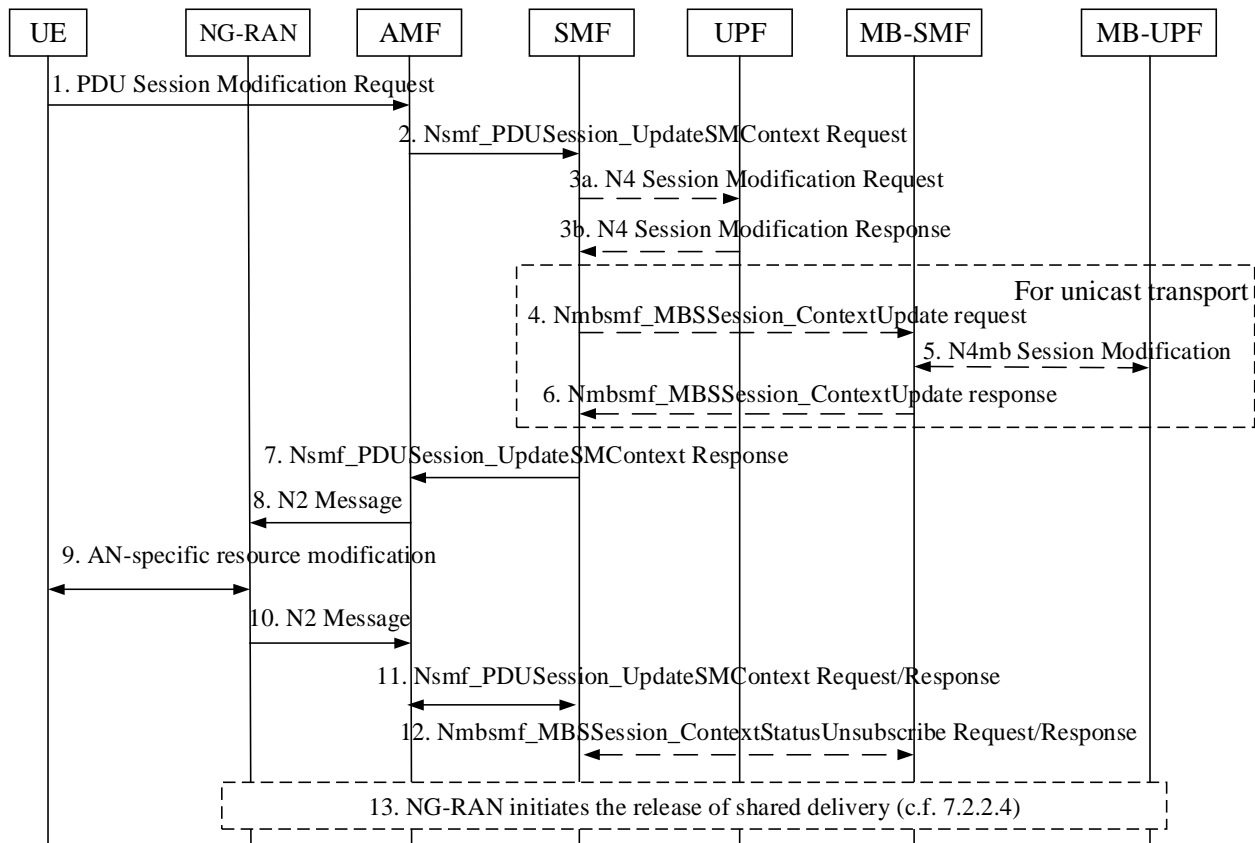 UE NG-RAN AMF SMF UPF MB-SMF MB-UPF
1. PDU Session Modification Request
2. Nsmf_PDUSession_UpdateSMContext Request
3a. N4 Session Modification Request
3b. N4 Session Modification Response
For unicast transport
4. Nmbsmf_MBSSession_ContextUpdate request
5. N4mb Session Modification
6. Nmbsmf_MBSSession_ContextUpdate response
7. Nsmf_PDUSession_UpdateSMContext Response
8. N2 Message
9. AN-specific resource modification
10. N2 Message
11. Nsmf_PDUSession_UpdateSMContext Request/Response
12. Nmbsmf_MBSSession_ContextStatusUnsubscribe Request/Response
13. NG-RAN initiates the release of shared delivery (c.f. 7.2.2.4)